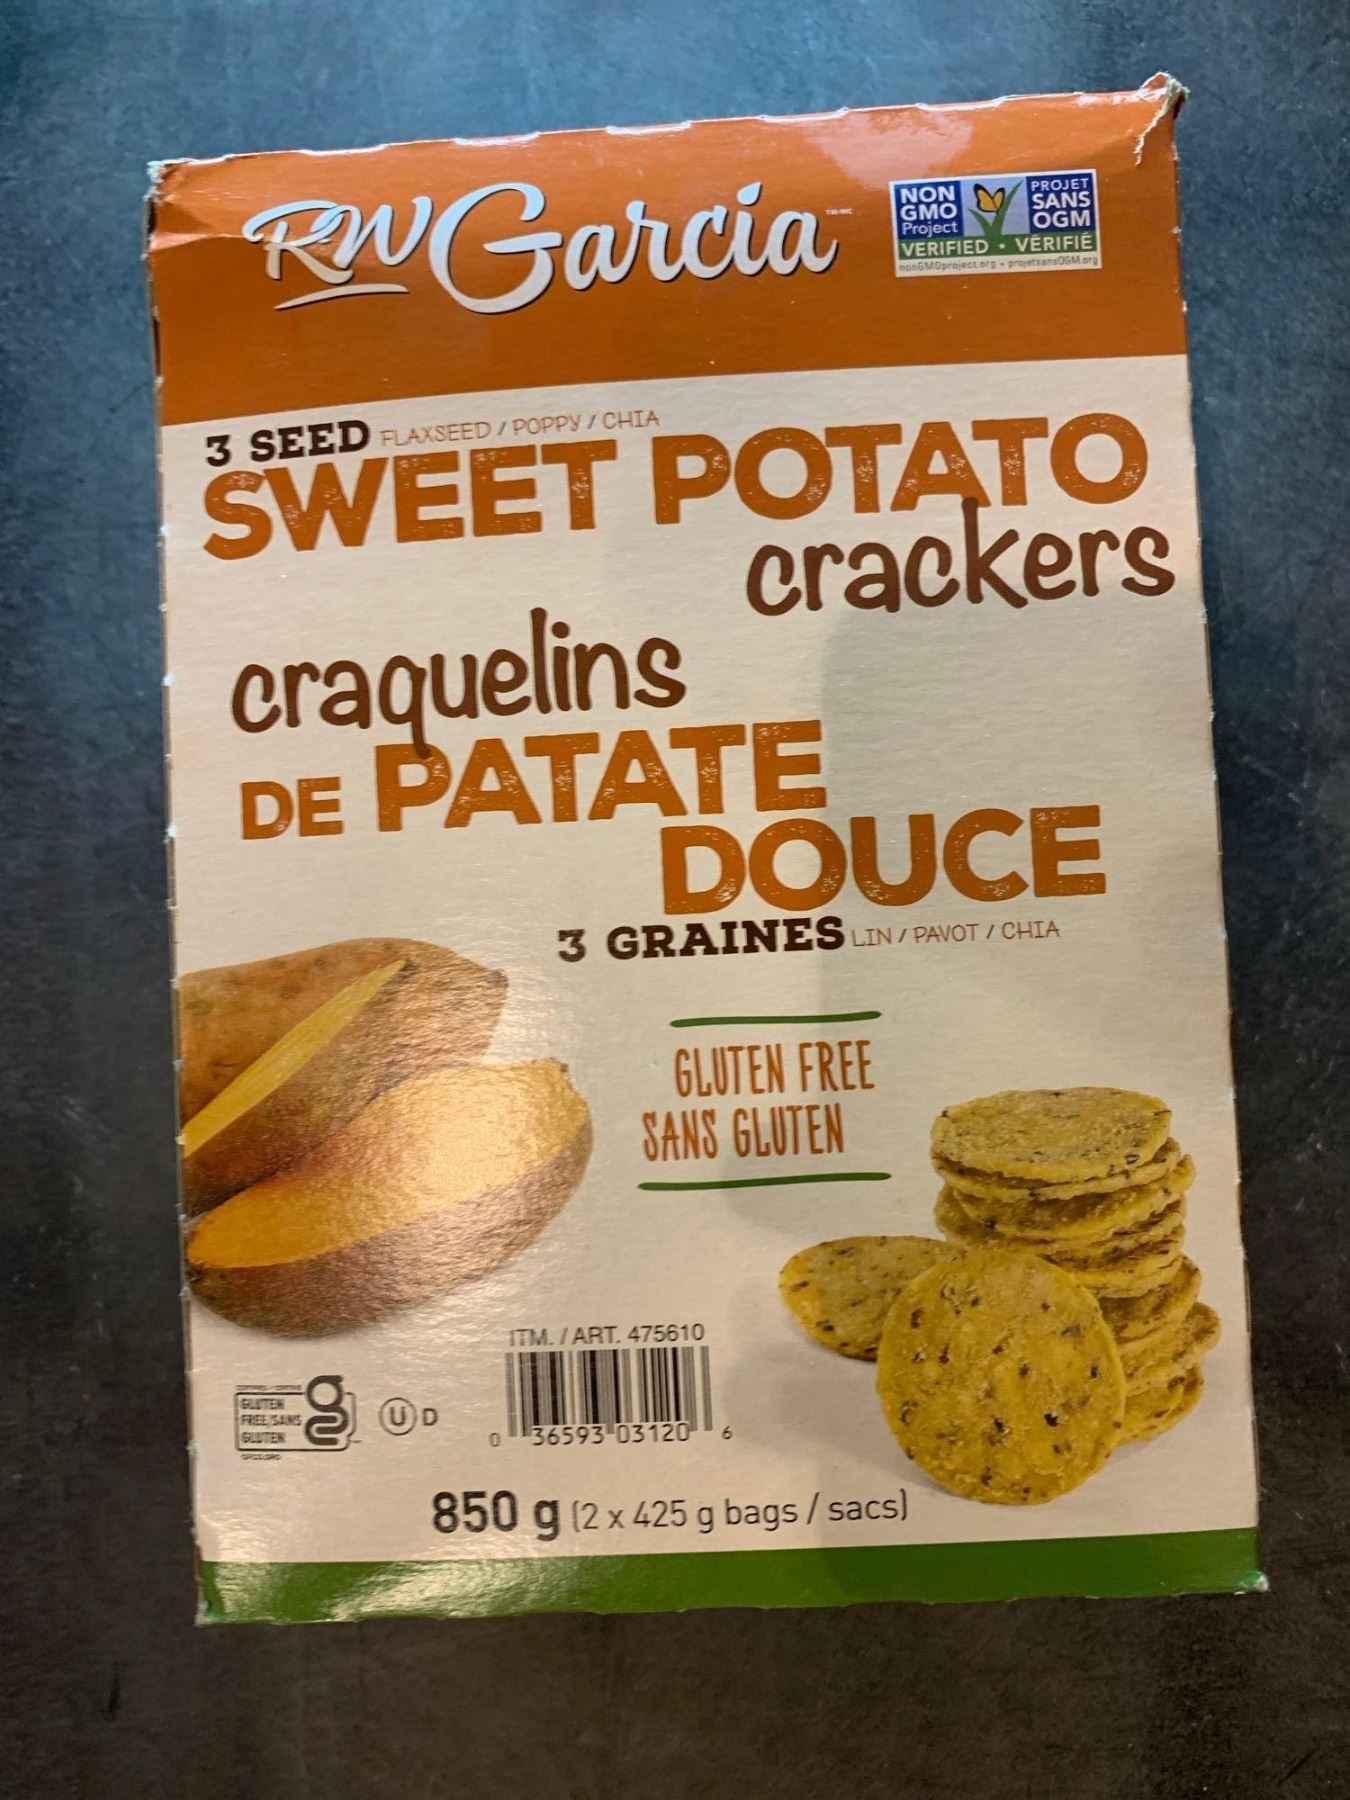 RW Garcia TM/MC
NON GMO Project
PROJET SANS OGM
VERIFIED • VÉRIFIÉ
nonGMOproject.org • projetsansOGM.org
3 SEED FLAXSEED / POPPY / CHIA
SWEET POTATO
crackers
craquelins
DE PATATE
DOUCE
3 GRAINES LIN / PAVOT / CHIA
GLUTEN FREE
SANS GLUTEN
ITM. / ART. 475610
0 36593 03120 6
GLUTEN
FREE/SANS
GLUTEN
U D
850 g (2 x 425 g bags / sacs)